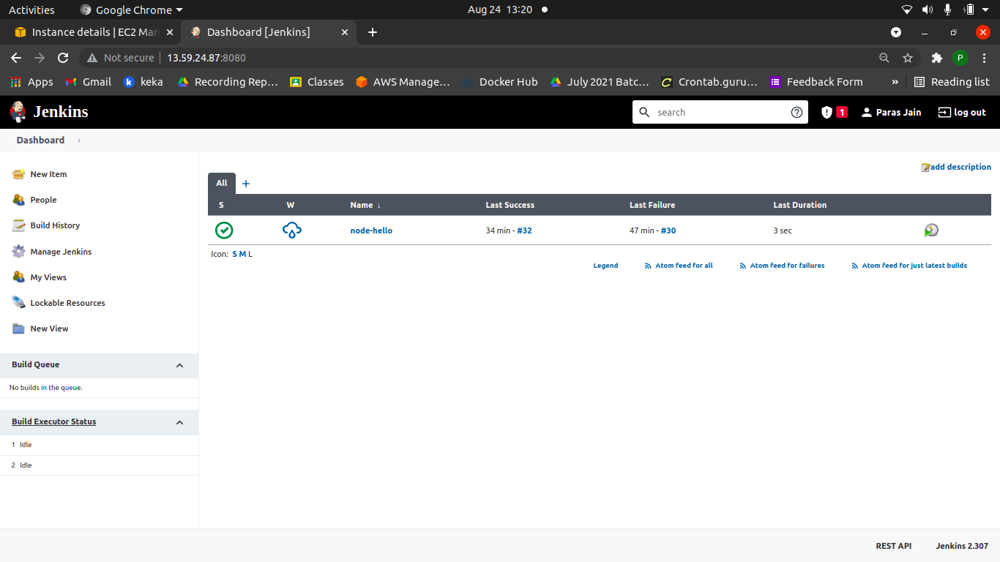 Activities Google Chrome Aug 24 13:20
Instance details | EC2 Man Dashboard [Jenkins]
Not secure 13.59.24.87:8080 P
Apps Gmail keka Recording Rep… Classes AWS Manage… Docker Hub July 2021 Batc… Crontab.guru… Feedback Form » Reading list
Jenkins search 1 Paras Jain log out
Dashboard
New Item
People
Build History
Manage Jenkins
My Views
Lockable Resources
New View
Build Queue
No builds in the queue.
Build Executor Status
1 Idle
2 Idle
add description
All +
S W Name ↓ Last Success Last Failure Last Duration
node-hello 34 min - #32 47 min - #30 3 sec
Icon: S M L
Legend Atom feed for all Atom feed for failures Atom feed for just latest builds
REST API Jenkins 2.307